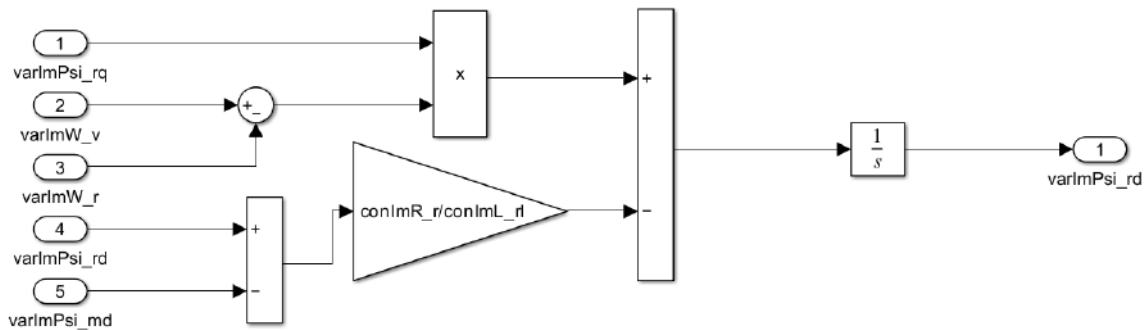 1
varImPsi_rq
2
varImW_v
3
varImW_r
4
varImPsi_rd
5
varImPsi_md
+
−
+
−
conImR_r/conImL_rl
x
+
−
1
s
1
varImPsi_rd